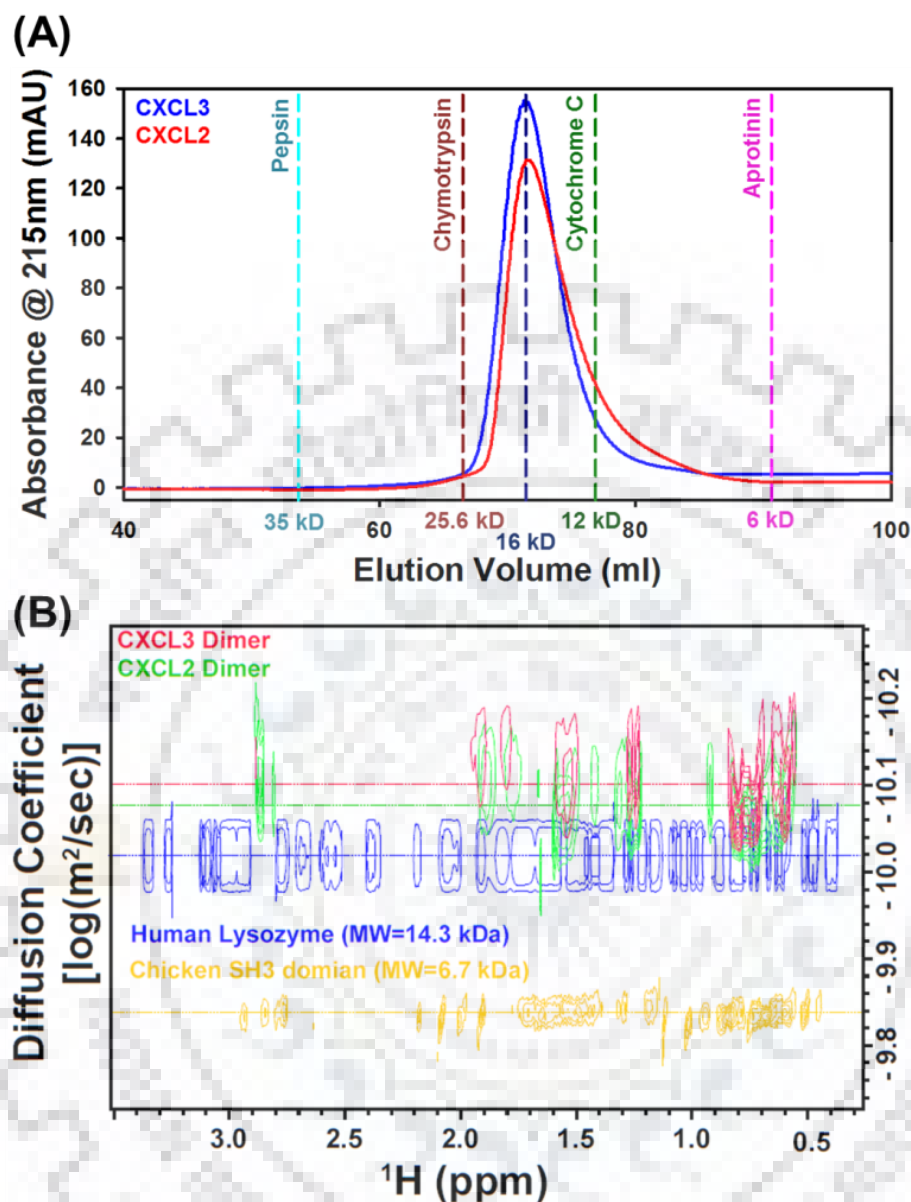 (A)
Absorbance @ 215nm (mAU)
160
140
120
100
80
60
40
20
0
CXCL3
CXCL2
Pepsin
Chymotrypsin
Cytochrome C
Aprotinin
40
60
80
100
35 kD
25.6 kD
16 kD
12 kD
6 kD
Elution Volume (ml)
(B)
Diffusion Coefficient
[log(m²/sec)]
CXCL3 Dimer
CXCL2 Dimer
Human Lysozyme (MW=14.3 kDa)
Chicken SH3 domian (MW=6.7 kDa)
- 10.2
- 10.1
- 10.0
- 9.9
- 9.8
3.0
2.5
2.0
1.5
1.0
0.5
¹H (ppm)